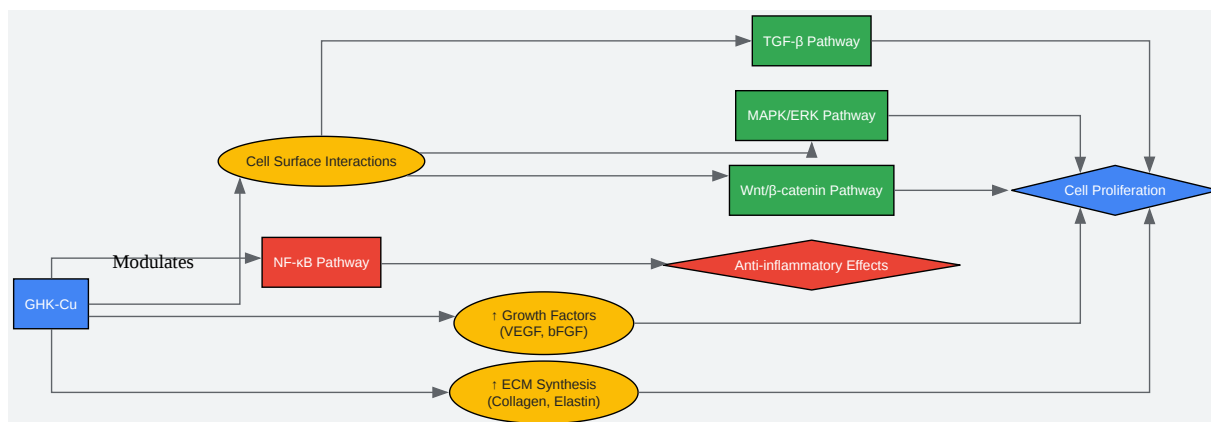 TGF-β Pathway
MAPK/ERK Pathway
Cell Surface Interactions
Wnt/β-catenin Pathway
Cell Proliferation
Modulates
NF-κB Pathway
Anti-inflammatory Effects
GHK-Cu
↑ Growth Factors
(VEGF, bFGF)
↑ ECM Synthesis
(Collagen, Elastin)